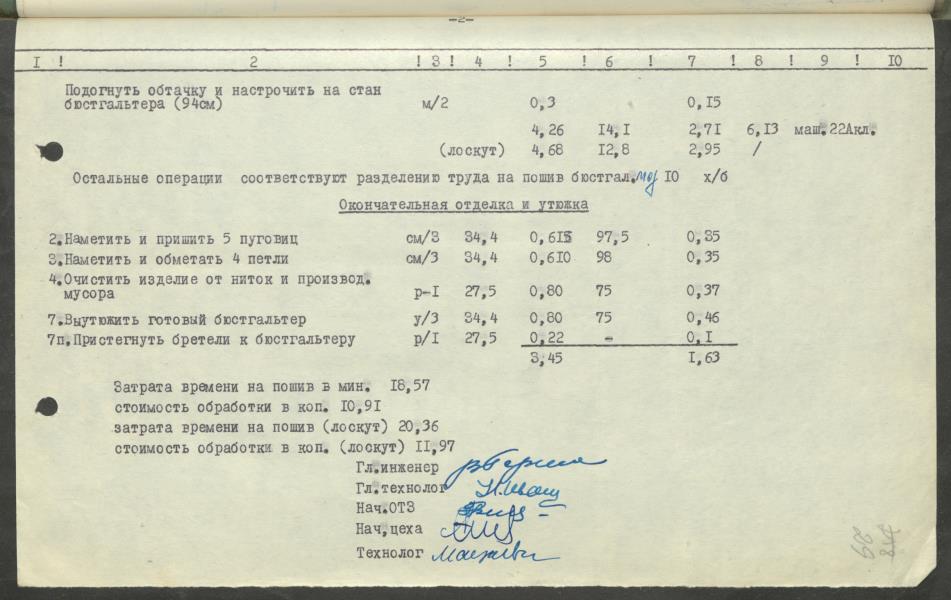 -2-
I ! 2 ! 3 ! 4 ! 5 ! 6 ! 7 ! 8 ! 9 ! IO
Подогнуть обтачку и настрочить на стан
бюстгальтера (94см) м/2 0,3 0,I5
4,26 I4,I 2,7I 6,I3 маш.22Акл.
(лоскут) 4,68 I2,8 2,95 /
Остальные операции соответствуют разделению труда на пошив бюстгал.мод IO х/б
Окончательная отделка и утюжка
2.Наметить и пришить 5 пуговиц см/3 34,4 0,6I5 97,5 0,35
3.Наметить и обметать 4 петли см/3 34,4 0,6I0 98 0,35
4.Очистить изделие от ниток и производ.
мусора р-I 27,5 0,80 75 0,37
7.Выутюжить готовый бюстгальтер у/3 34,4 0,80 75 0,46
7п.Пристегнуть бретели к бюстгальтеру р/I 27,5 0,22 - 0,I
3,45 I,63
Затрата времени на пошив в мин. I8,57
стоимость обработки в коп. IO,9I
затрата времени на пошив (лоскут) 20,36
стоимость обработки в коп. (лоскут) II,97
Гл.инженер
Гл.технолог
Нач.ОТЗ
Нач,цеха
Технолог